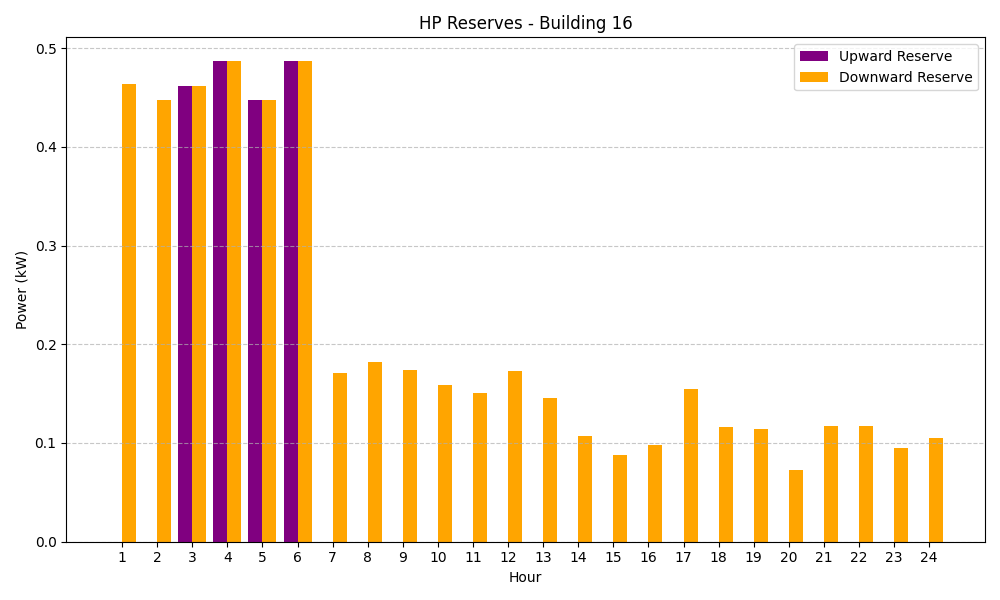 HP Reserves - Building 16
Upward Reserve
Downward Reserve
Power (kW)
0.5
0.4
0.3
0.2
0.1
0.0
1 2 3 4 5 6 7 8 9 10 11 12 13 14 15 16 17 18 19 20 21 22 23 24
Hour